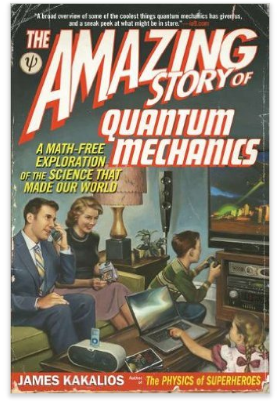 "A broad overview of some of the coolest things quantum mechanics has given us,
and a sneak peek at what might be in store."
THE
AMAZING
ψ
STORY OF
QUANTUM
MECHANICS
A MATH-FREE
EXPLORATION
OF THE SCIENCE THAT
MADE OUR WORLD
JAMES KAKALIOS
Author of
The PHYSICS of SUPERHEROES